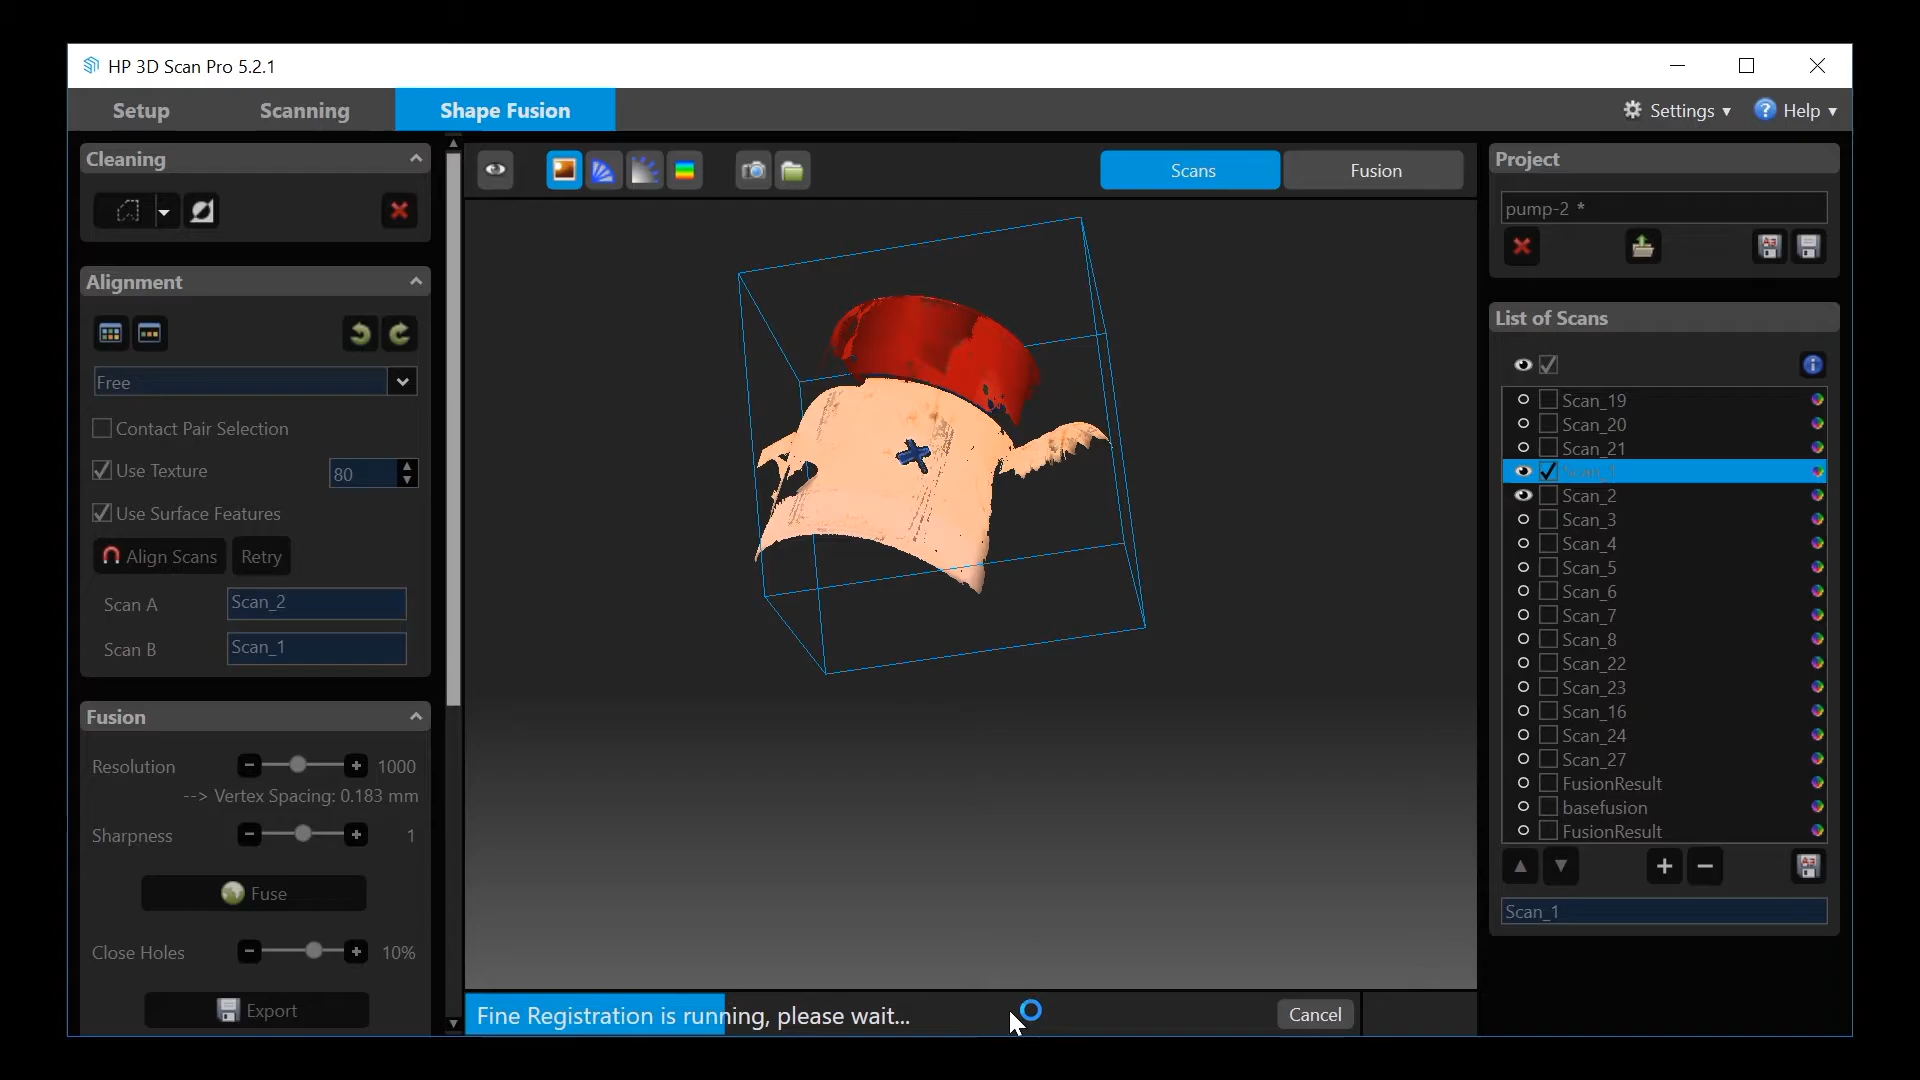 HP 3D Scan Pro 5.2.1
Setup
Scanning
Shape Fusion
Settings
Help
Cleaning
Alignment
Free
Contact Pair Selection
Use Texture
80
Use Surface Features
Align Scans
Retry
Scan A
Scan_2
Scan B
Scan_1
Fusion
Resolution
1000
--> Vertex Spacing: 0.183 mm
Sharpness
1
Fuse
Close Holes
10%
Export
Scans
Fusion
Fine Registration is running, please wait...
Cancel
Project
pump-2 *
List of Scans
Scan_19
Scan_20
Scan_21
Scan_1
Scan_2
Scan_3
Scan_4
Scan_5
Scan_6
Scan_7
Scan_8
Scan_22
Scan_23
Scan_16
Scan_24
Scan_27
FusionResult
basefusion
FusionResult
Scan_1